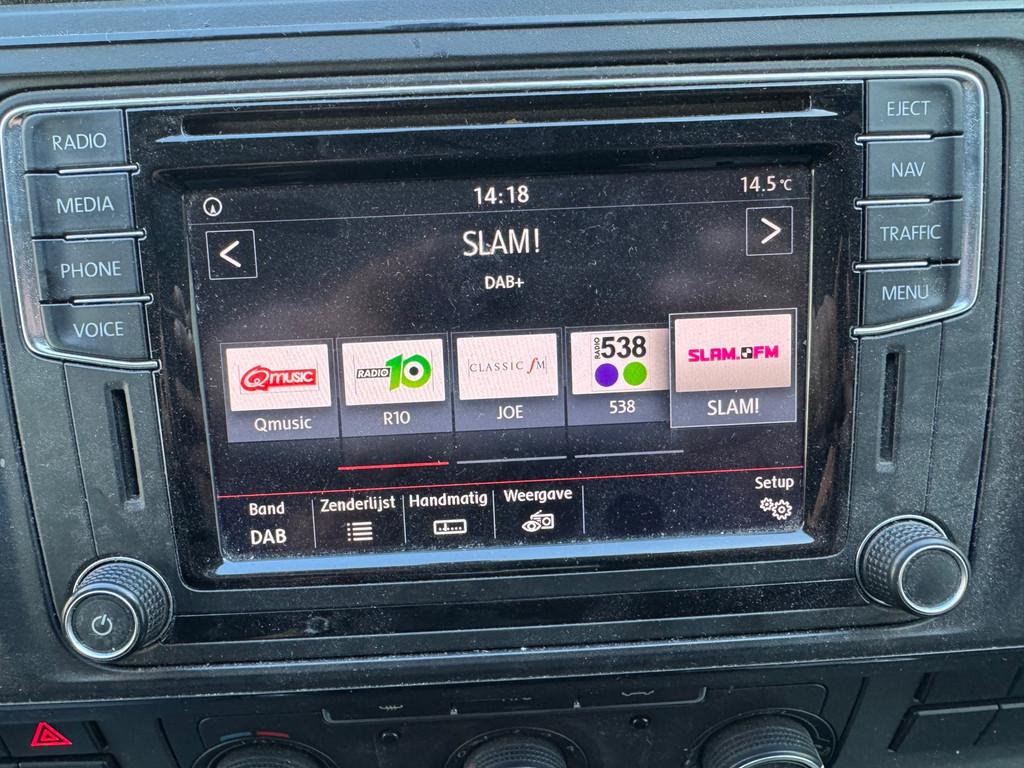 RADIO
MEDIA
PHONE
VOICE
EJECT
NAV
TRAFFIC
MENU
14:18
14.5°C
<
SLAM!
>
DAB+
Qmusic
RADIO 10
CLASSIC fM
RADIO 538
SLAM.FM
Qmusic
R10
JOE
538
SLAM!
Band
DAB
Zenderlijst
Handmatig
Weergave
Setup